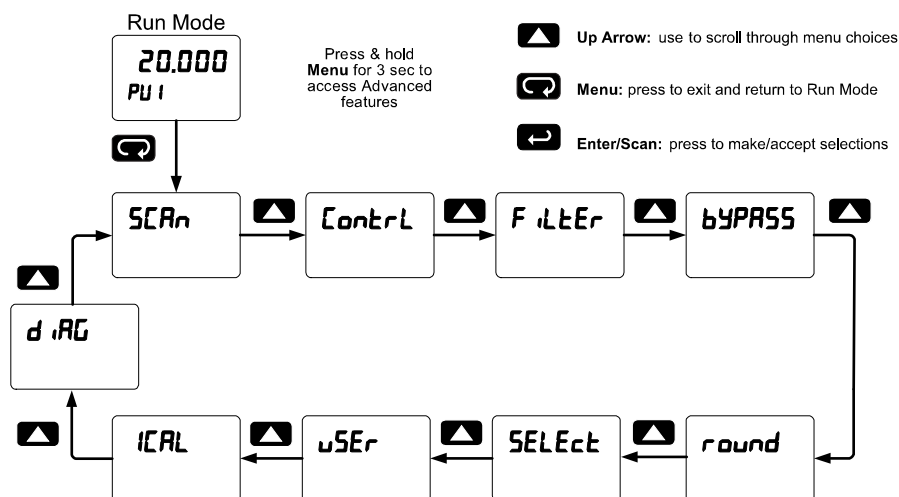 Run Mode
20.000
PU 1
Press & hold
Menu for 3 sec to
access Advanced
features
Up Arrow: use to scroll through menu choices
Menu: press to exit and return to Run Mode
Enter/Scan: press to make/accept selections
SCAn
ContrL
FiLtEr
bYPASS
diAG
ICAL
uSEr
SELEct
round